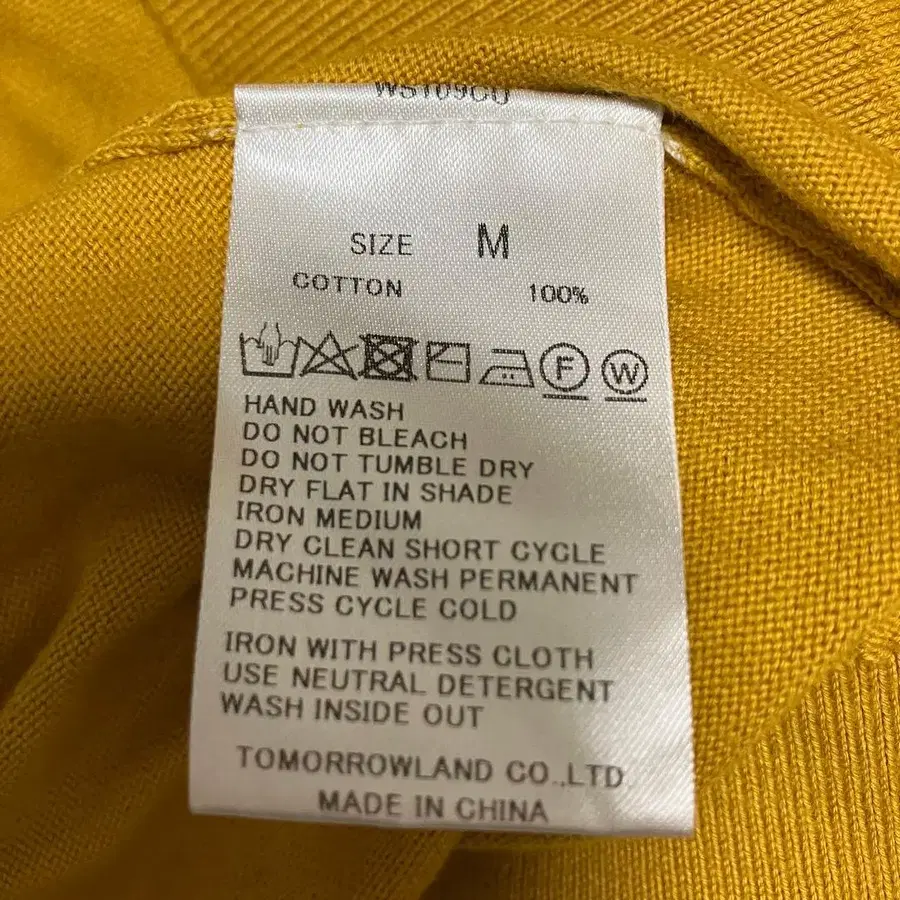 SIZE M
COTTON 100%
F W
HAND WASH
DO NOT BLEACH
DO NOT TUMBLE DRY
DRY FLAT IN SHADE
IRON MEDIUM
DRY CLEAN SHORT CYCLE
MACHINE WASH PERMANENT
PRESS CYCLE COLD
IRON WITH PRESS CLOTH
USE NEUTRAL DETERGENT
WASH INSIDE OUT
TOMORROWLAND CO.,LTD.
MADE IN CHINA